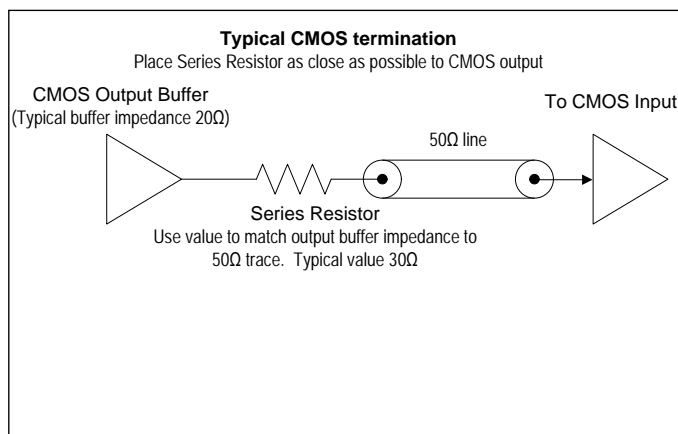 Typical CMOS termination
Place Series Resistor as close as possible to CMOS output
CMOS Output Buffer
(Typical buffer impedance 20Ω)
To CMOS Input
50Ω line
Series Resistor
Use value to match output buffer impedance to
50Ω trace. Typical value 30Ω